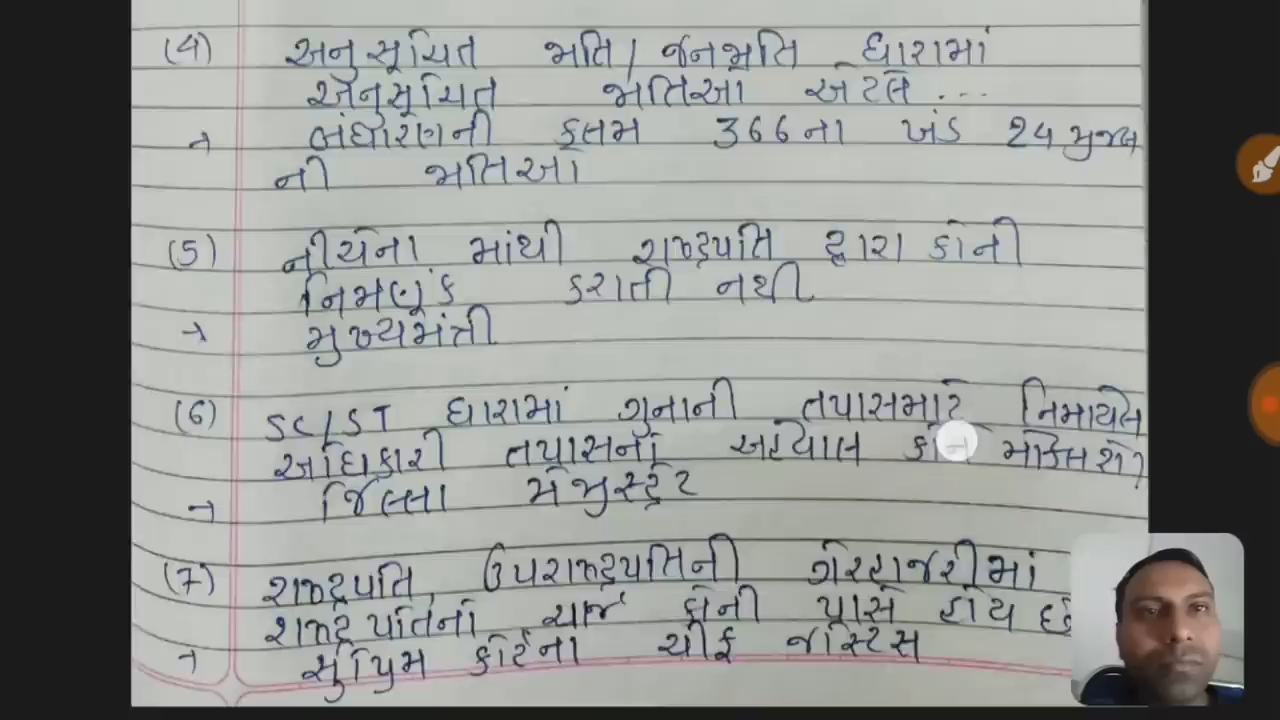 (4) અનુસૂચિત જાતિ/જનજાતિ ધારામાં
અનુસૂચિત જાતિઓ એટલે ...
→ બંધારણની કલમ 366ના ખંડ 24 મુજબ
ની જાતિઓ
(5) નીચેના માંથી રાષ્ટ્રપતિ દ્વારા કોની
નિમણૂંક કરાતી નથી
→ મુખ્યમંત્રી
(6) SC/ST ધારામાં ગુનાની તપાસમાટે નિમાયેલ
અધિકારી તપાસનો અહેવાલ કોને મોકલશે?
→ જિલ્લા મેજીસ્ટ્રેટ
(7) રાષ્ટ્રપતિ, ઉપરાષ્ટ્રપતિની ગેરહાજરીમાં
રાષ્ટ્રપતિનો ચાર્જ કોની પાસે હોય છે
→ સુપ્રિમ કોર્ટના ચીફ જસ્ટિસ